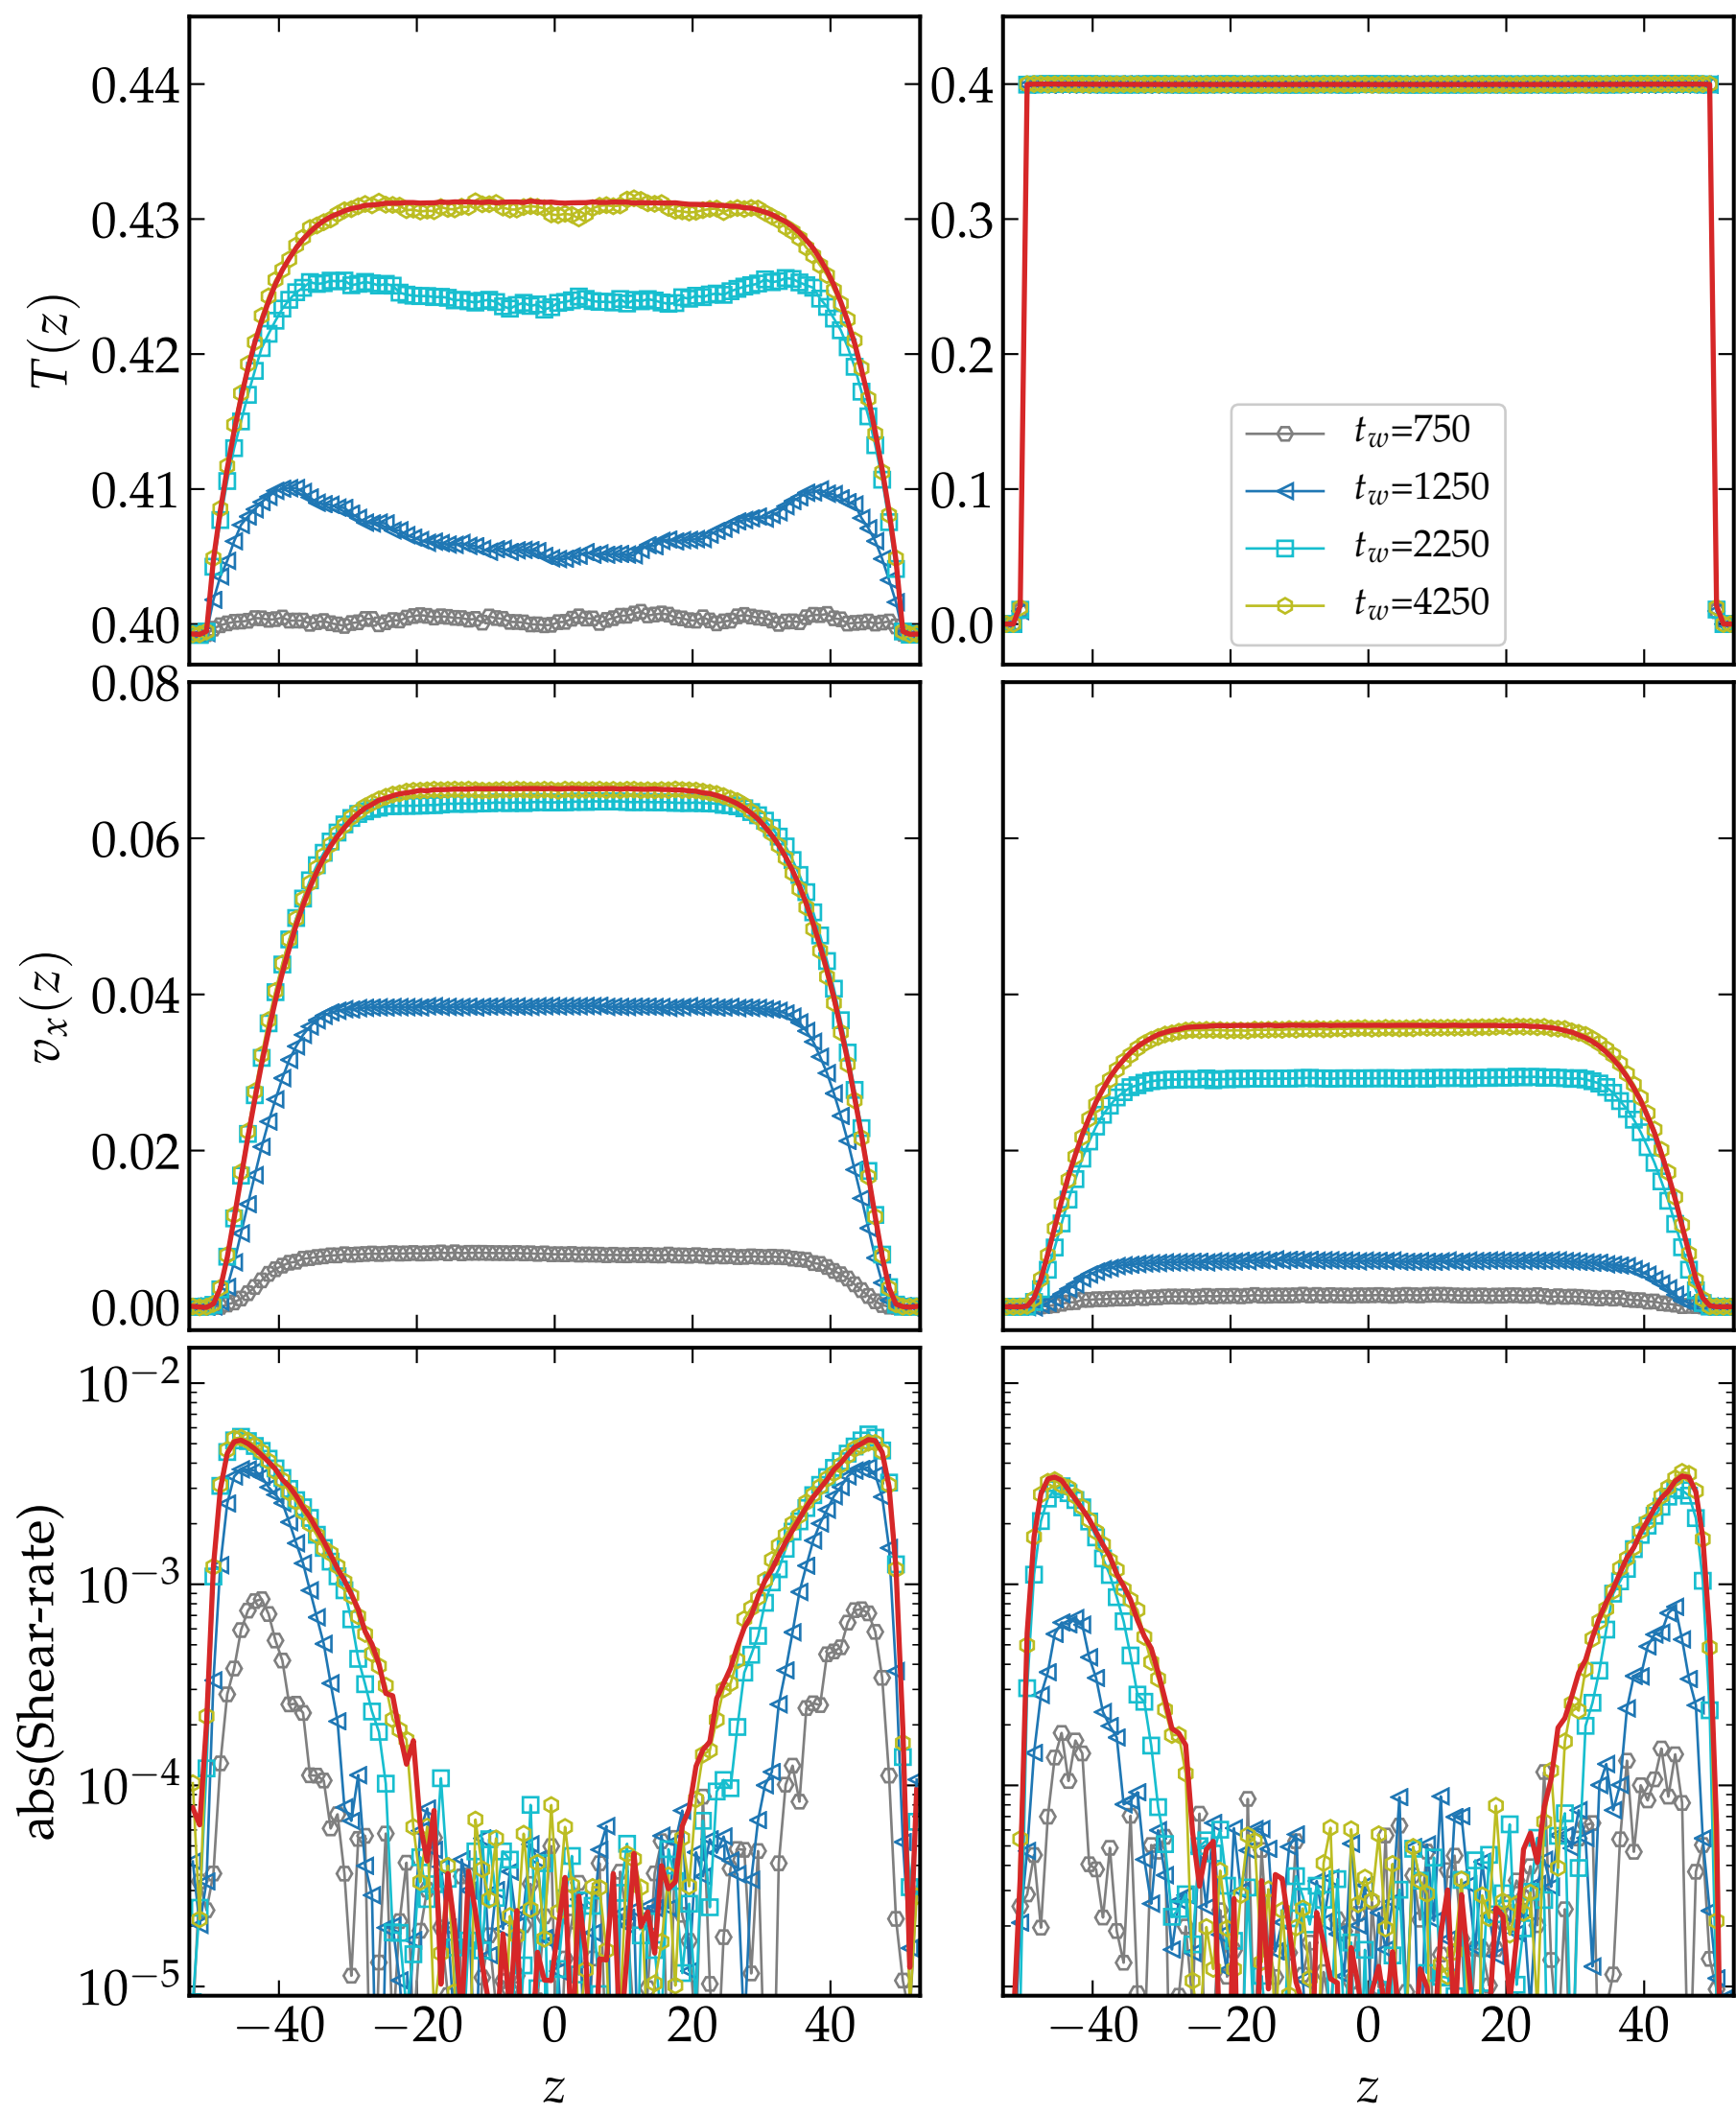 0.44
0.43
0.42
0.41
0.40
T(z)
0.4
0.3
0.2
0.1
0.0
t_w=750
t_w=1250
t_w=2250
t_w=4250
0.08
0.06
0.04
0.02
0.00
v_x(z)
10^{-2}
10^{-3}
10^{-4}
10^{-5}
abs(Shear-rate)
−40 −20 0 20 40
z
−40 −20 0 20 40
z